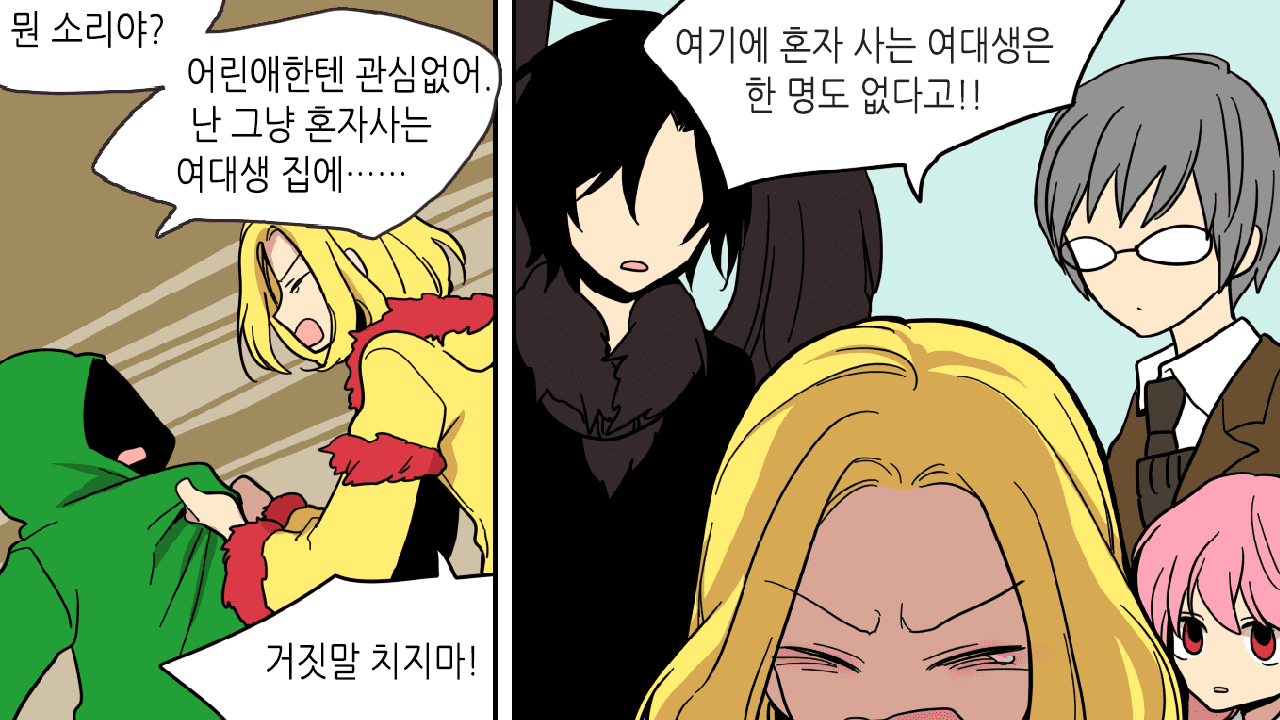 뭔 소리야?
어린애한텐 관심없어.
난 그냥 혼자사는
여대생 집에……
거짓말 치지마!
여기에 혼자 사는 여대생은
한 명도 없다고!!